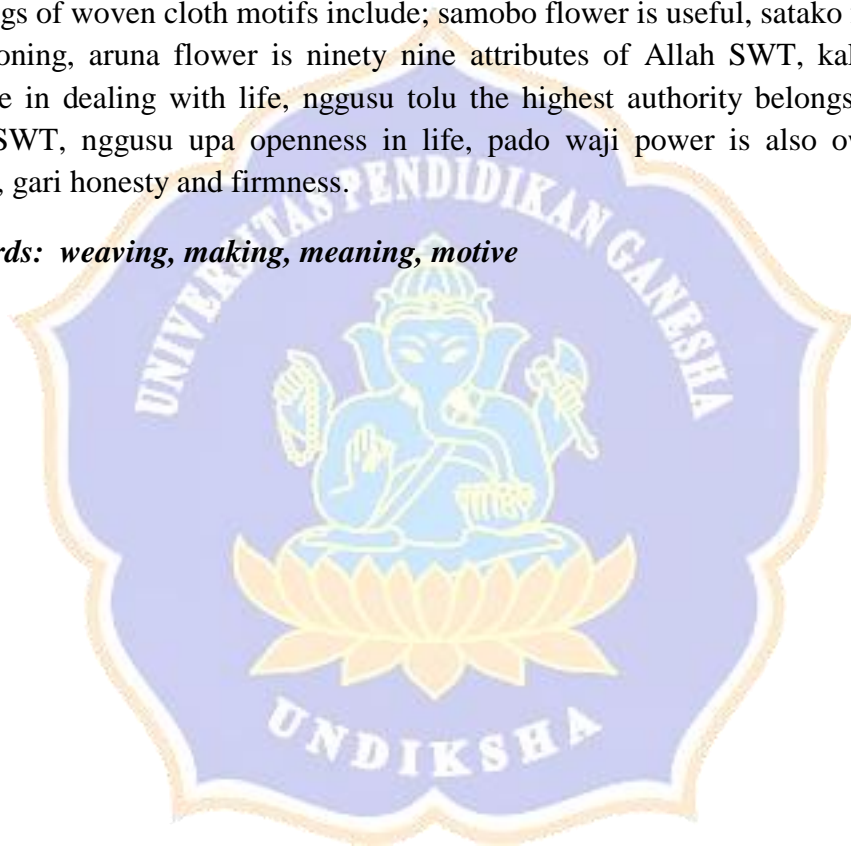 gs of woven cloth motifs include; samobo flower is useful, satako
oning, aruna flower is ninety nine attributes of Allah SWT,
e in dealing with life, nggusu tolu the highest authority belongs
SWT, nggusu upa openness in life, pado waji power is also
, gari honesty and firmness.
rds: weaving, making, meaning, motive
UNIVERSITAS PENDIDIKAN GANESHA
UNDIKSHA